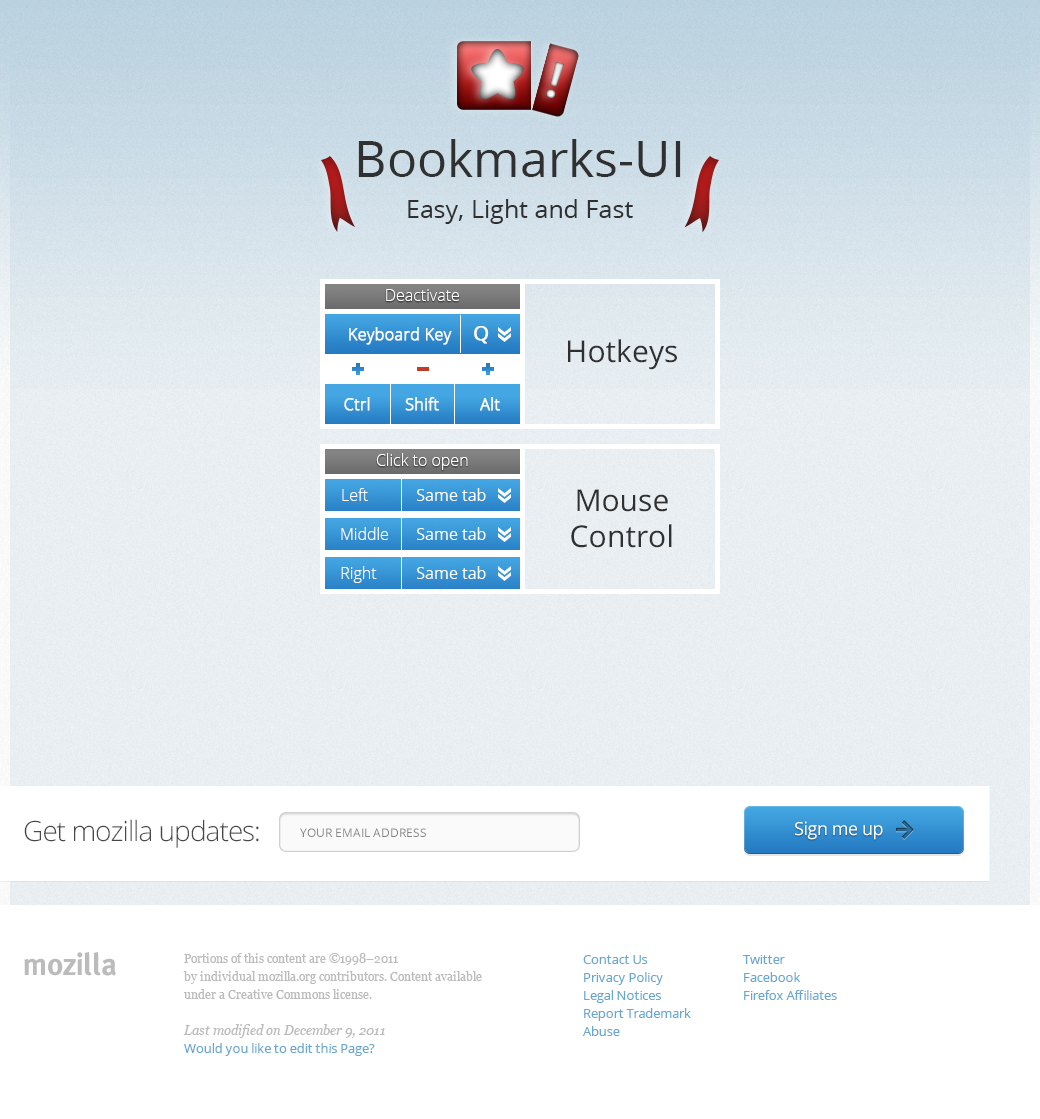 !
Bookmarks-UI
Easy, Light and Fast
Deactivate
Keyboard Key Q
Ctrl Shift Alt
Hotkeys
Click to open
Left Same tab
Middle Same tab
Right Same tab
Mouse
Control
Get mozilla updates:
YOUR EMAIL ADDRESS
Sign me up
mozilla
Portions of this content are ©1998–2011
by individual mozilla.org contributors. Content available
under a Creative Commons license.
Last modified on December 9, 2011
Would you like to edit this Page?
Contact Us
Privacy Policy
Legal Notices
Report Trademark
Abuse
Twitter
Facebook
Firefox Affiliates